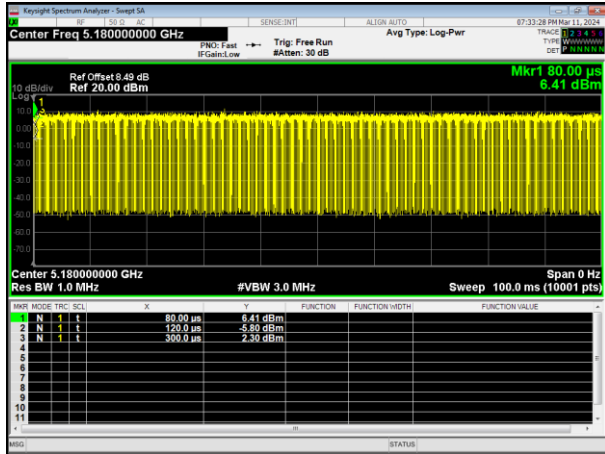 Keysight Spectrum Analyzer - Swept SA
RF 50 Ω AC SENSE:INT ALIGN AUTO 07:33:28 PM Mar 11, 2024
Center Freq 5.180000000 GHz Avg Type: Log-Pwr TRACE 1 2 3 4 5 6
PNO: Fast Trig: Free Run TYPE W W W W W W
IFGain:Low #Atten: 30 dB DET P N N N N N
Mkr1 80.00 µs
Ref Offset 8.49 dB
10 dB/div Ref 20.00 dBm 6.41 dBm
Log
1
10.0
0.00
-10.0
-20.0
-30.0
-40.0
-50.0
-60.0
-70.0
Center 5.180000000 GHz Span 0 Hz
Res BW 1.0 MHz #VBW 3.0 MHz Sweep 100.0 ms (10001 pts)
MKR MODE TRC SCL X Y FUNCTION FUNCTION WIDTH FUNCTION VALUE
1 N 1 t 80.00 µs 6.41 dBm
2 N 1 t 120.0 µs -5.80 dBm
3 N 1 t 300.0 µs 2.30 dBm
4
5
6
7
8
9
10
11
MSG STATUS